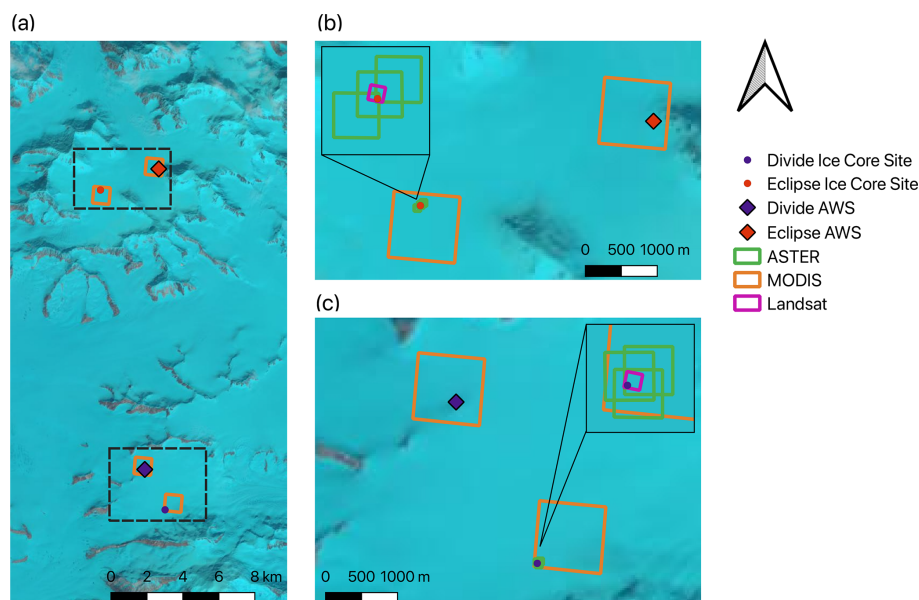 (a)
(b)
0 500 1000 m
(c)
0 2 4 6 8 km
0 500 1000 m
Divide Ice Core Site
Eclipse Ice Core Site
Divide AWS
Eclipse AWS
ASTER
MODIS
Landsat